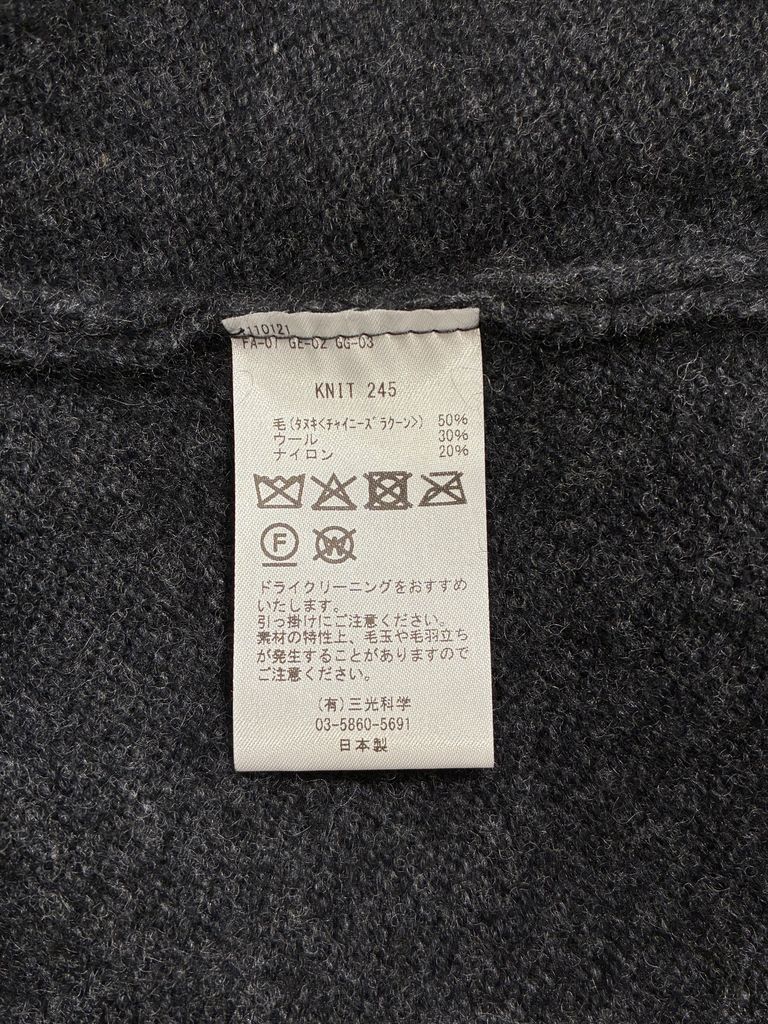 110121
FA-07 GE-02 GG-03
KNIT 245
毛(ﾀﾇｷ<ﾁｬｲﾆｰｽﾞﾗｸｰﾝ>) 50%
ウール 30%
ナイロン 20%
F W
ドライクリーニングをおすすめ
いたします。
引っ掛けにご注意ください。
素材の特性上、毛玉や毛羽立ち
が発生することがありますので
ご注意ください。
(有)三光科学
03-5860-5691
日本製